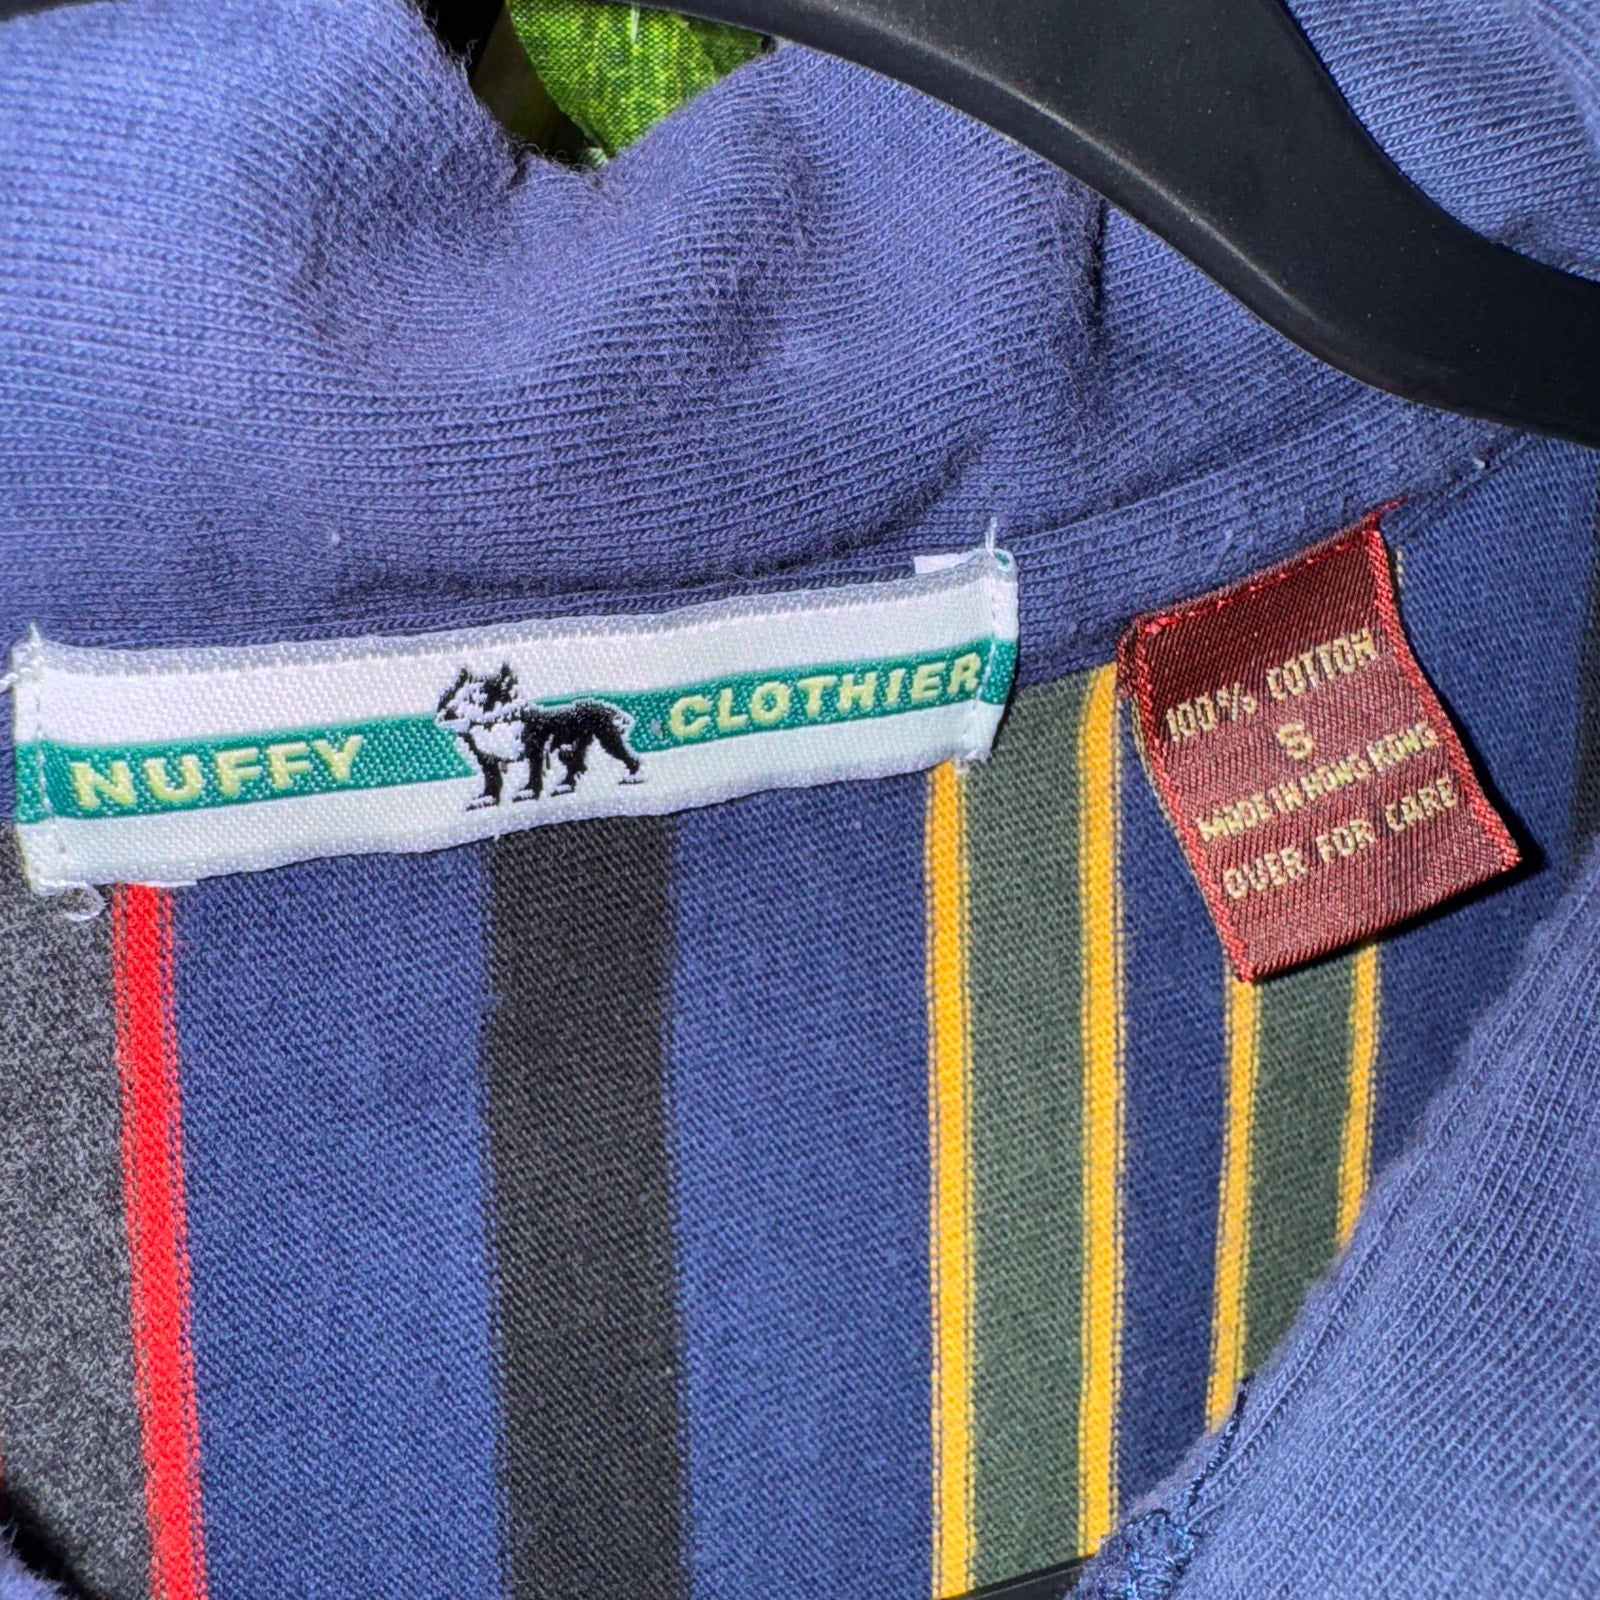 NUFFY CLOTHIER
100% COTTON
S
MADE IN HONG KONG
OVER FOR CARE